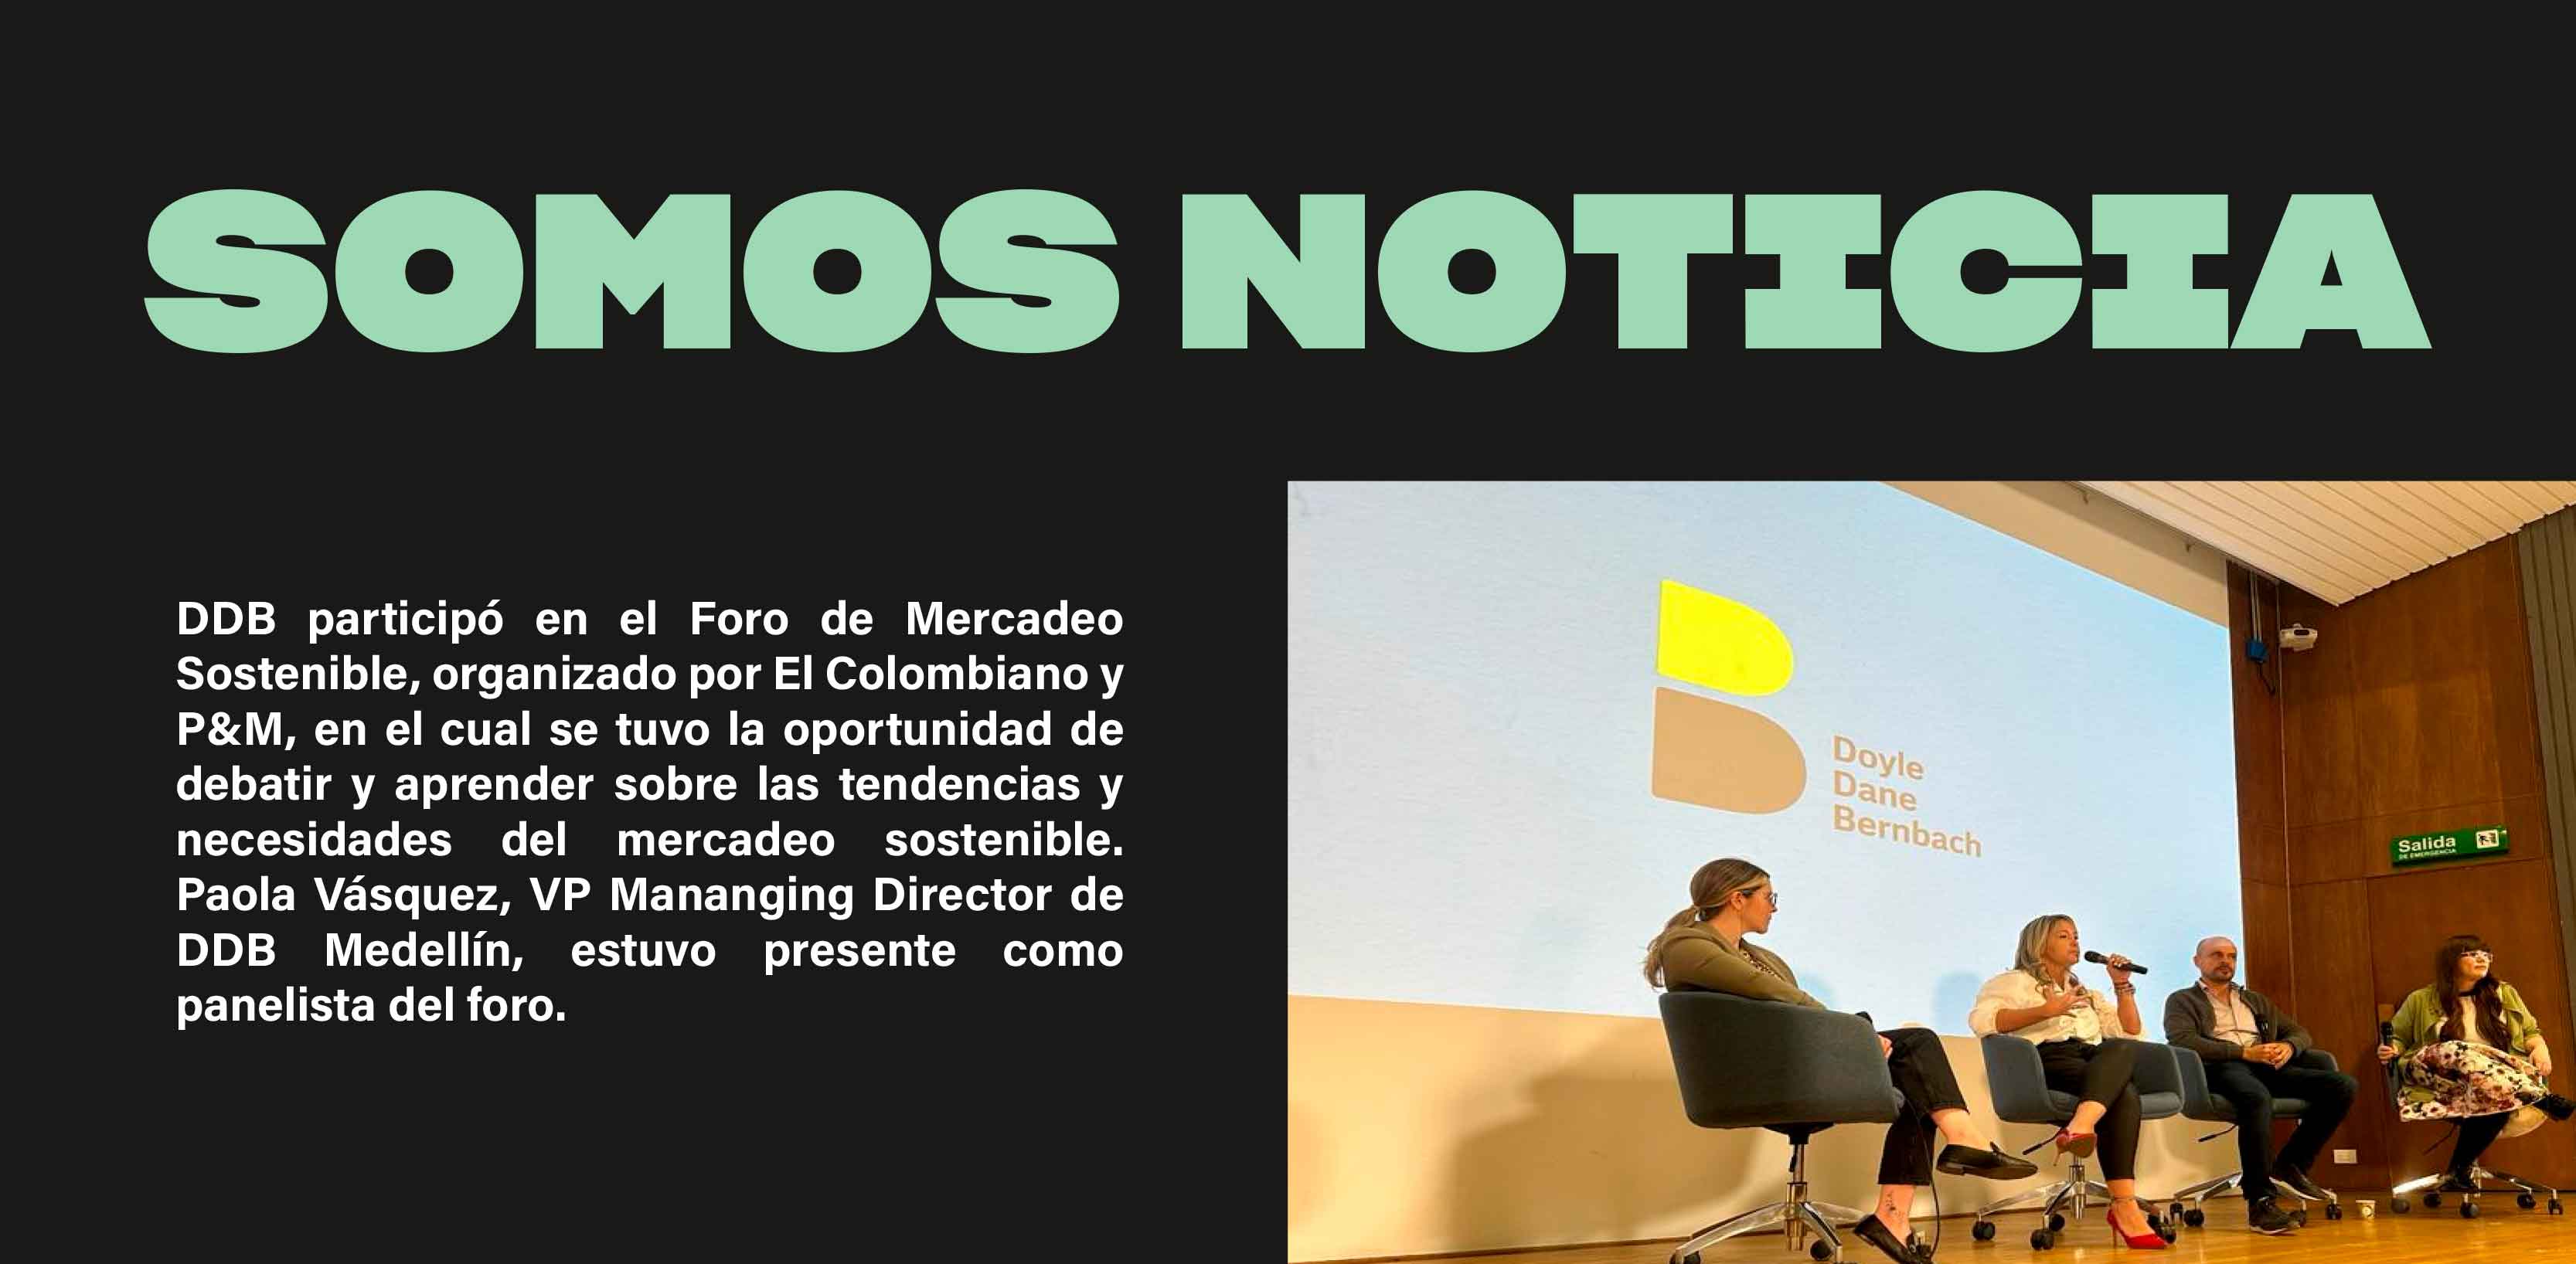 SOMOS NOTICIA
DDB participó en el Foro de Mercadeo
Sostenible, organizado por El Colombiano y
P&M, en el cual se tuvo la oportunidad de
debatir y aprender sobre las tendencias y
necesidades del mercadeo sostenible.
Paola Vásquez, VP Mananging Director de
DDB Medellín, estuvo presente como
panelista del foro.
Doyle
Dane
Bernbach
Salida
DE EMERGENCIA